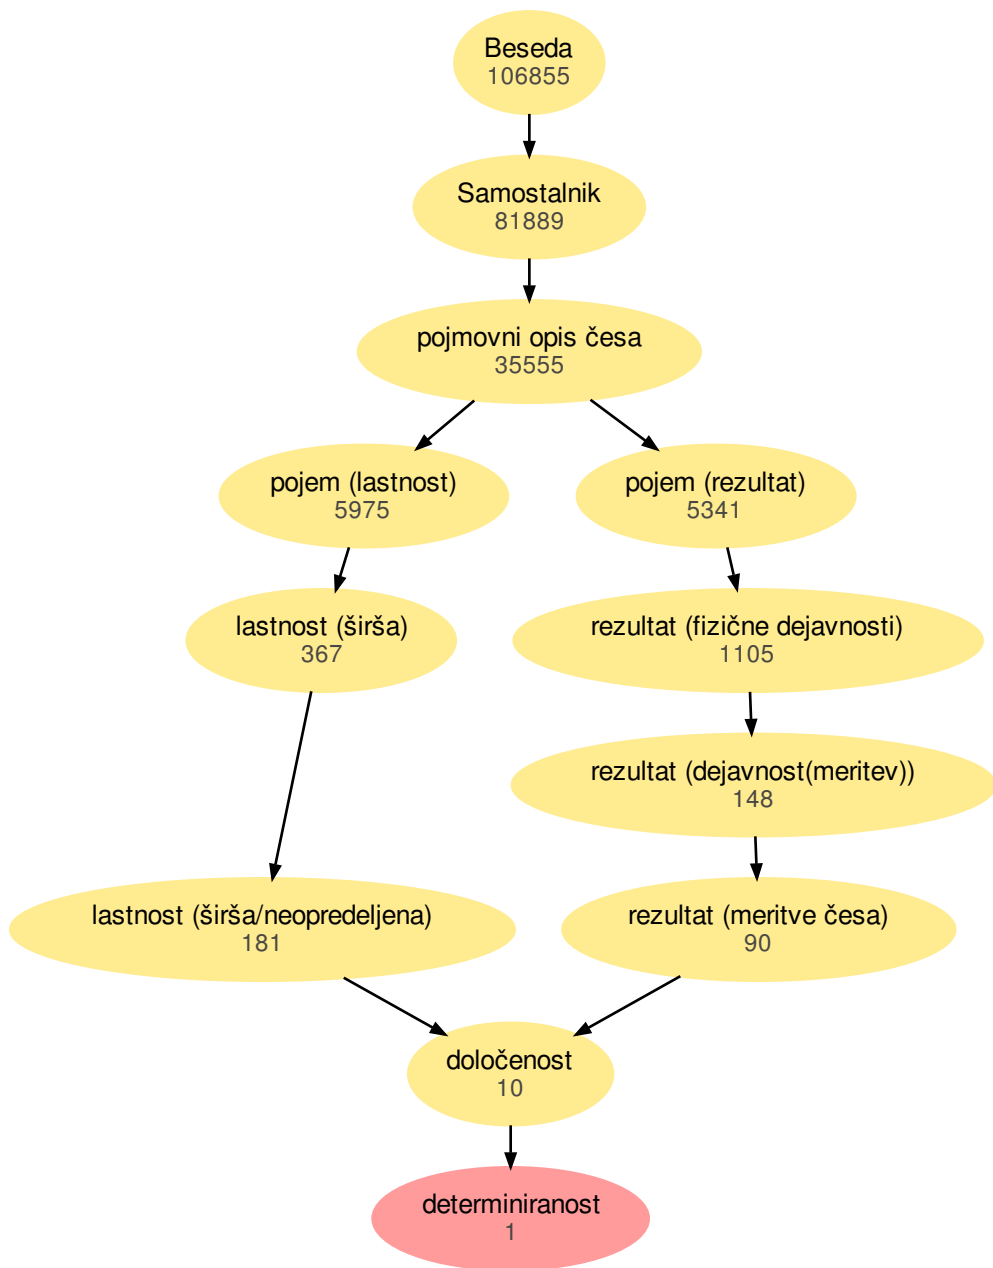 Beseda
106855
Samostalnik
81889
pojmovni opis česa
35555
pojem (lastnost)
5975
pojem (rezultat)
5341
lastnost (širša)
367
rezultat (fizične dejavnosti)
1105
rezultat (dejavnost(meritev))
148
lastnost (širša/neopredeljena)
181
rezultat (meritve česa)
90
določenost
10
determiniranost
1